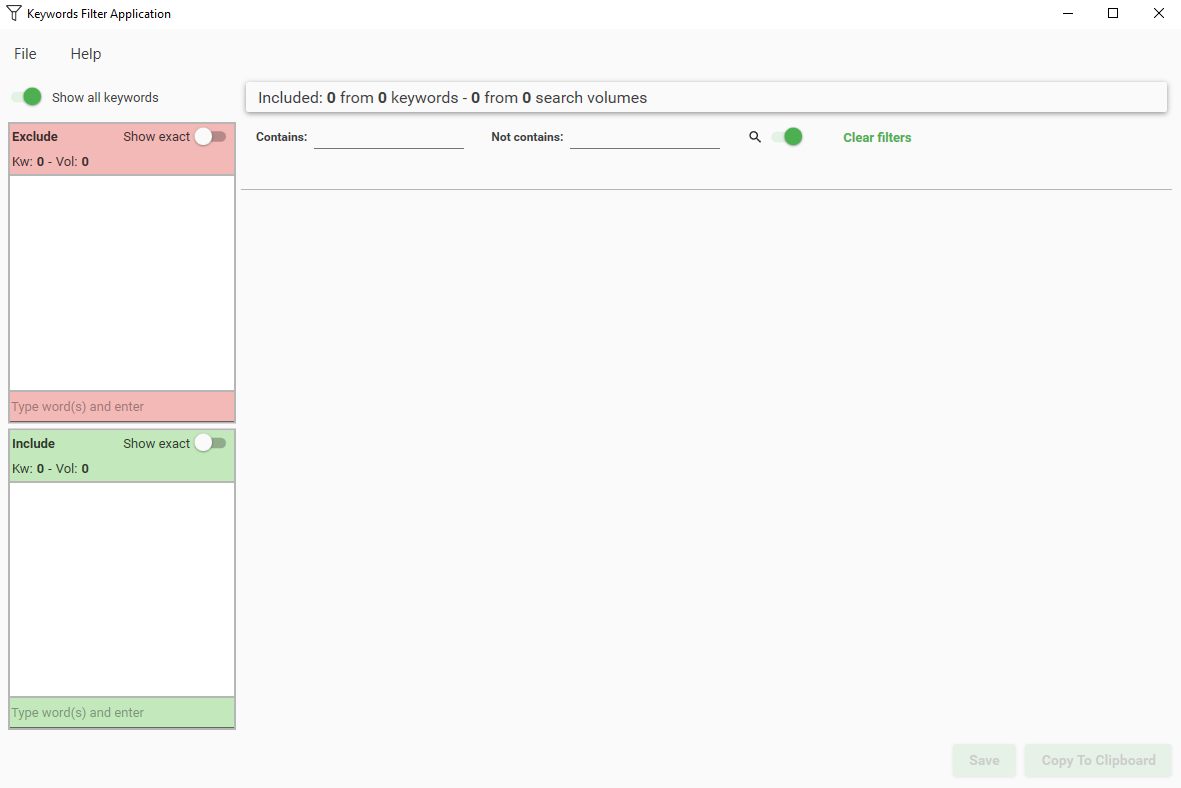 Keywords Filter Application
File Help
Show all keywords
Included: 0 from 0 keywords - 0 from 0 search volumes
Exclude Show exact
Kw: 0 - Vol: 0
Type word(s) and enter
Include Show exact
Kw: 0 - Vol: 0
Type word(s) and enter
Contains: Not contains: Clear filters
Save Copy To Clipboard